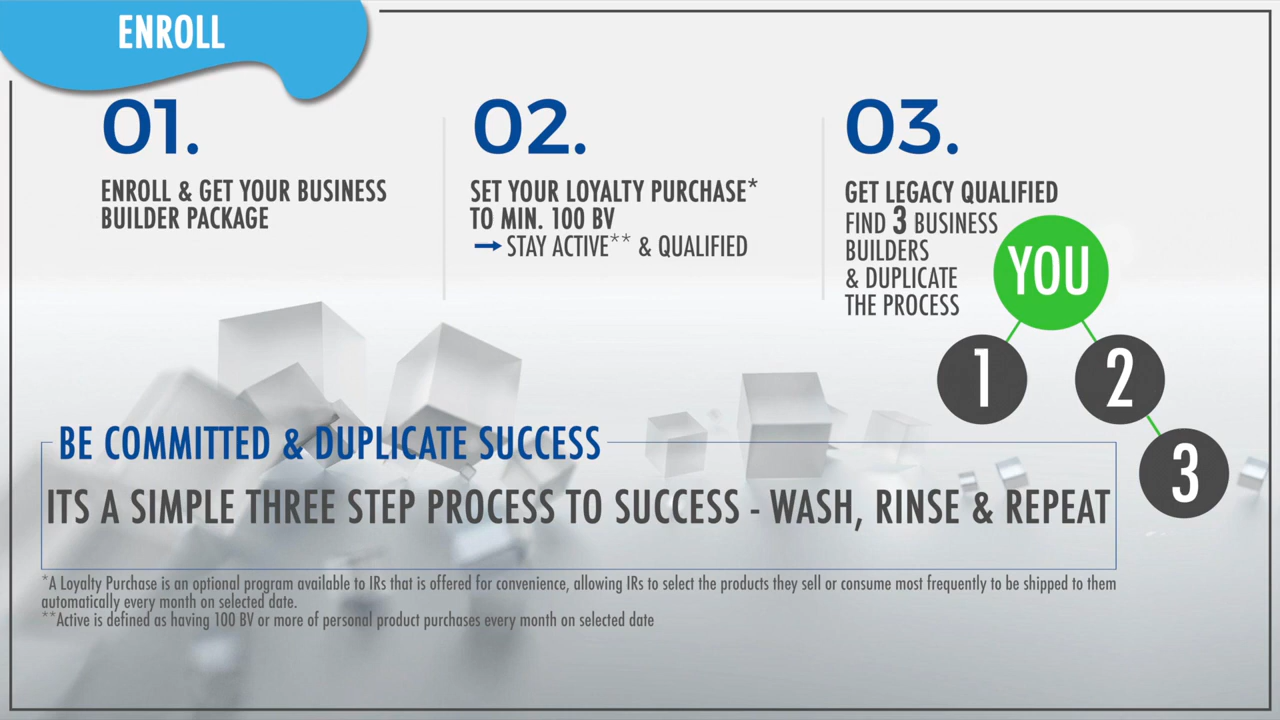 ENROLL
01.
ENROLL & GET YOUR BUSINESS
BUILDER PACKAGE
02.
SET YOUR LOYALTY PURCHASE*
TO MIN. 100 BV
→ STAY ACTIVE** & QUALIFIED
03.
GET LEGACY QUALIFIED
FIND 3 BUSINESS
BUILDERS
& DUPLICATE
THE PROCESS
YOU
1
2
3
BE COMMITTED & DUPLICATE SUCCESS
ITS A SIMPLE THREE STEP PROCESS TO SUCCESS - WASH, RINSE & REPEAT
*A Loyalty Purchase is an optional program available to IRs that is offered for convenience, allowing IRs to select the products they sell or consume most frequently to be shipped to them
automatically every month on selected date.
**Active is defined as having 100 BV or more of personal product purchases every month on selected date